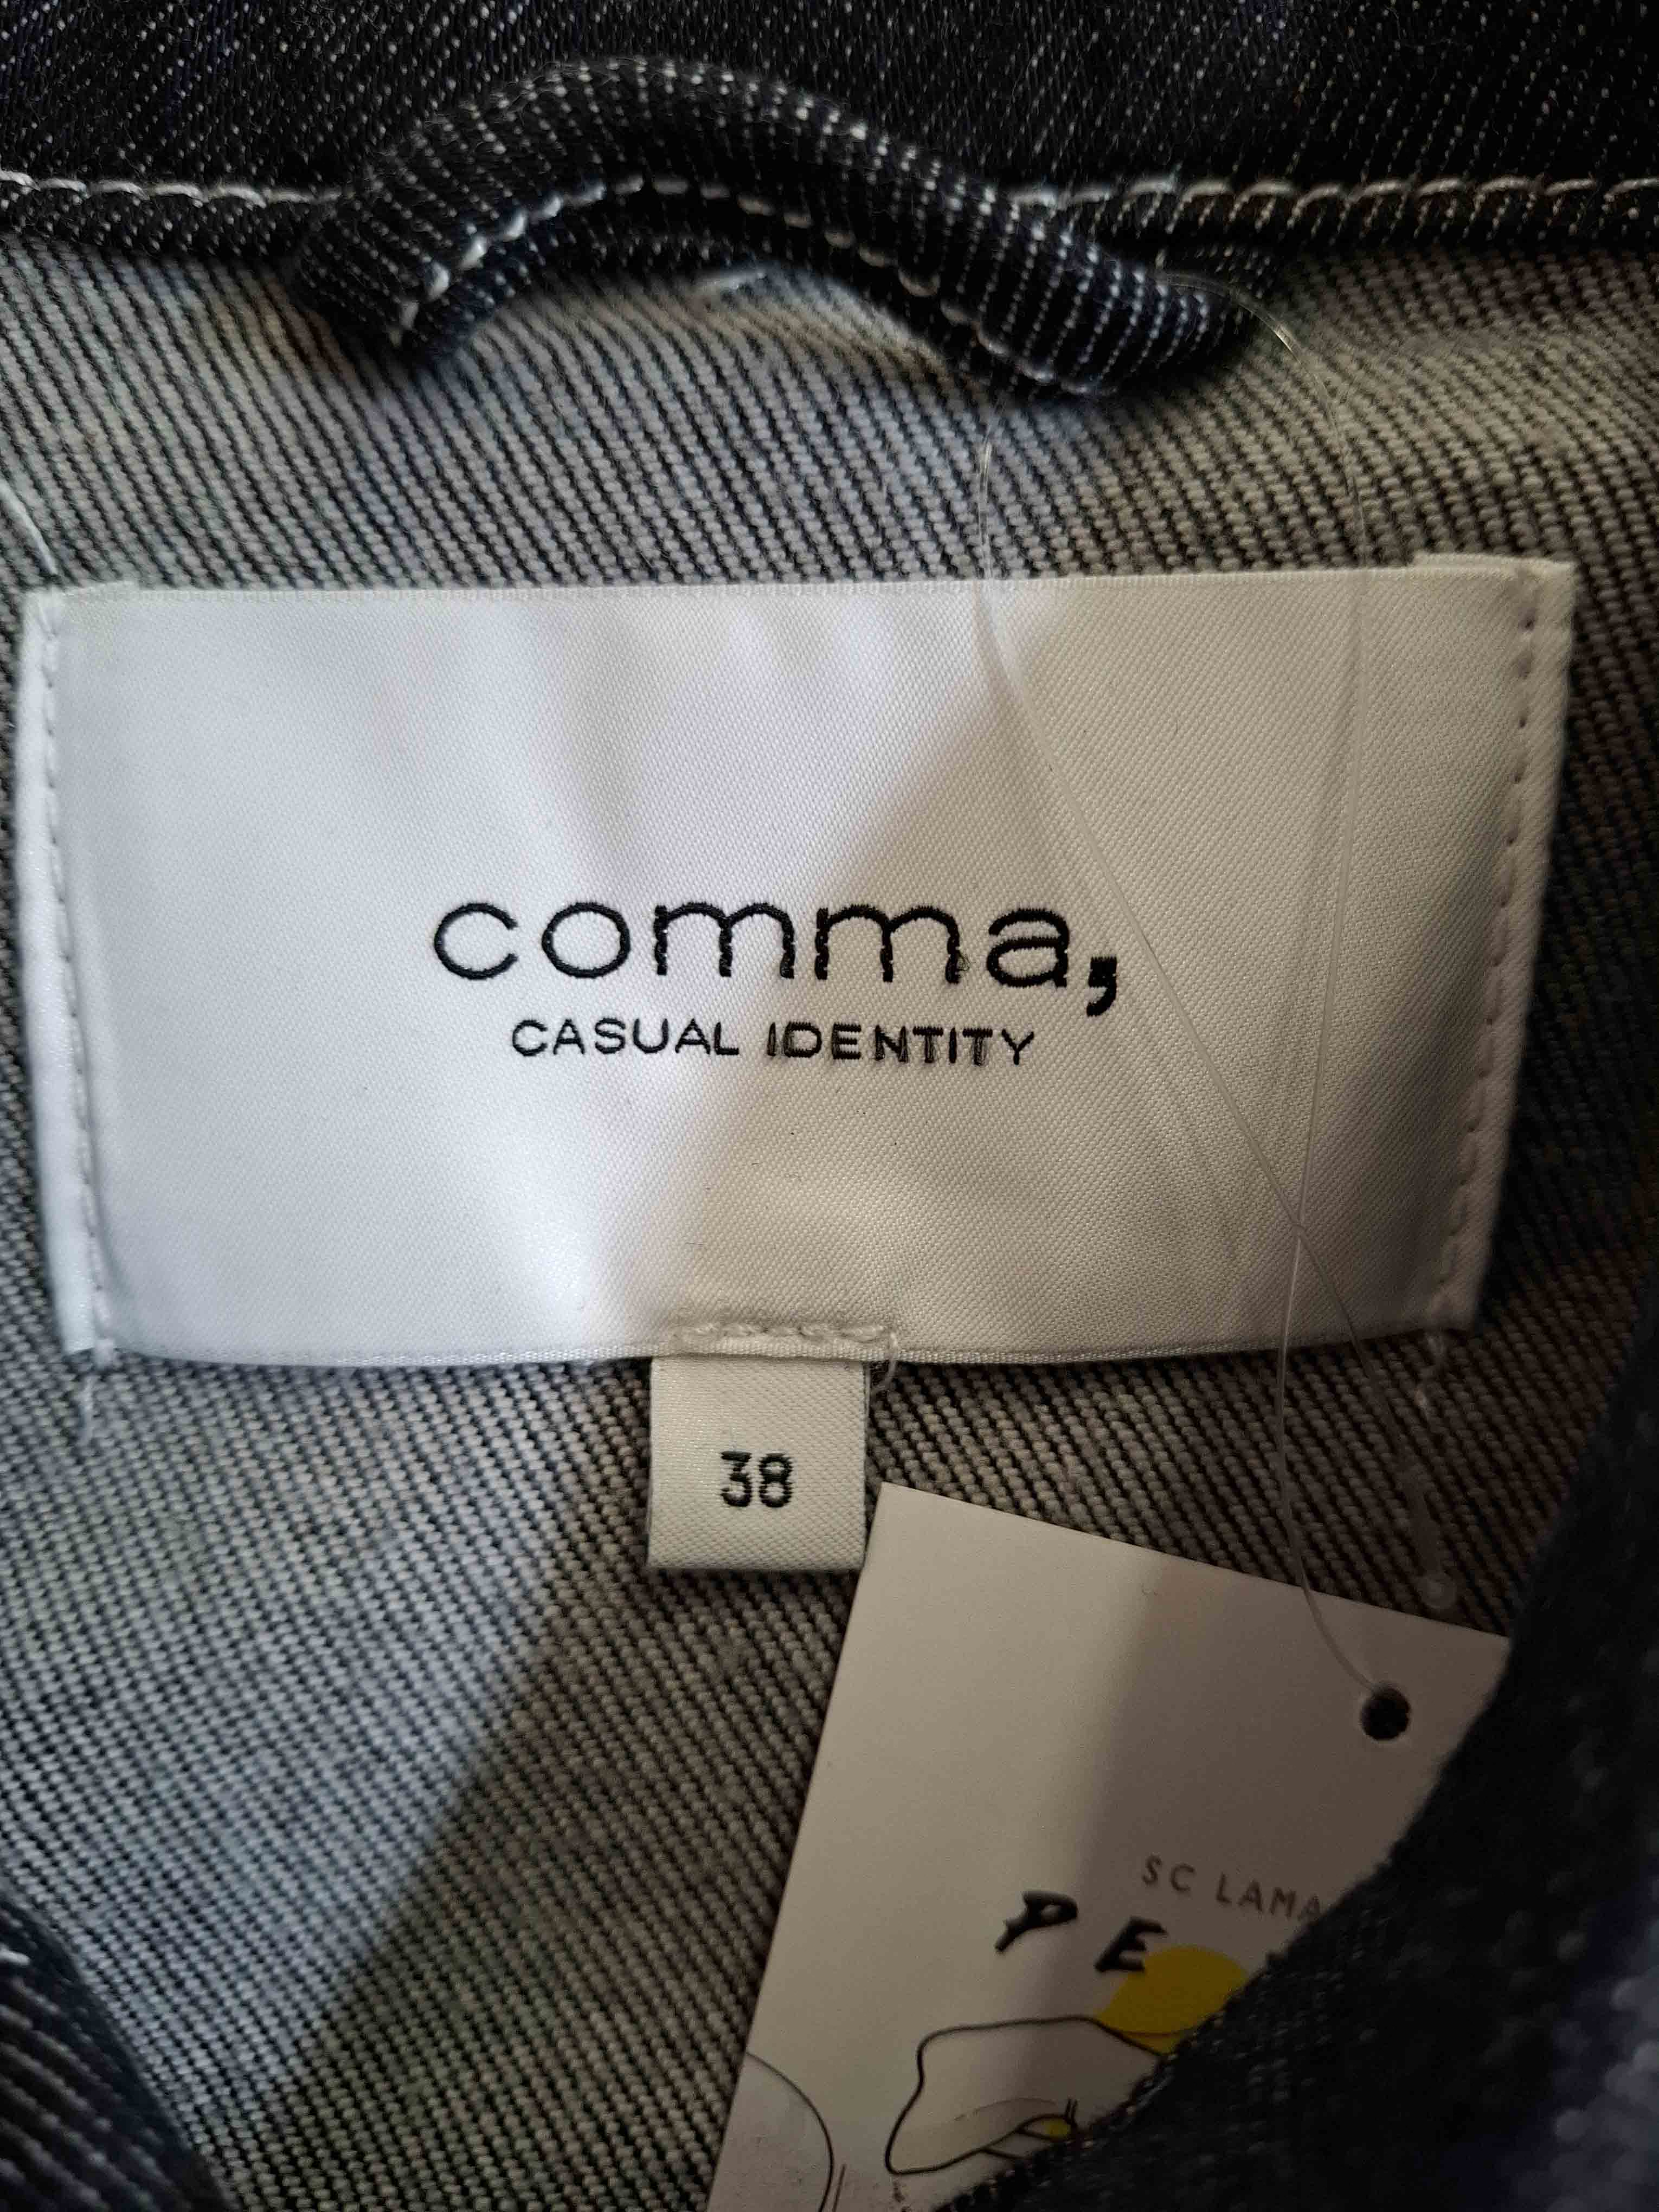 comma,
CASUAL IDENTITY
38
SC LAMA
PE